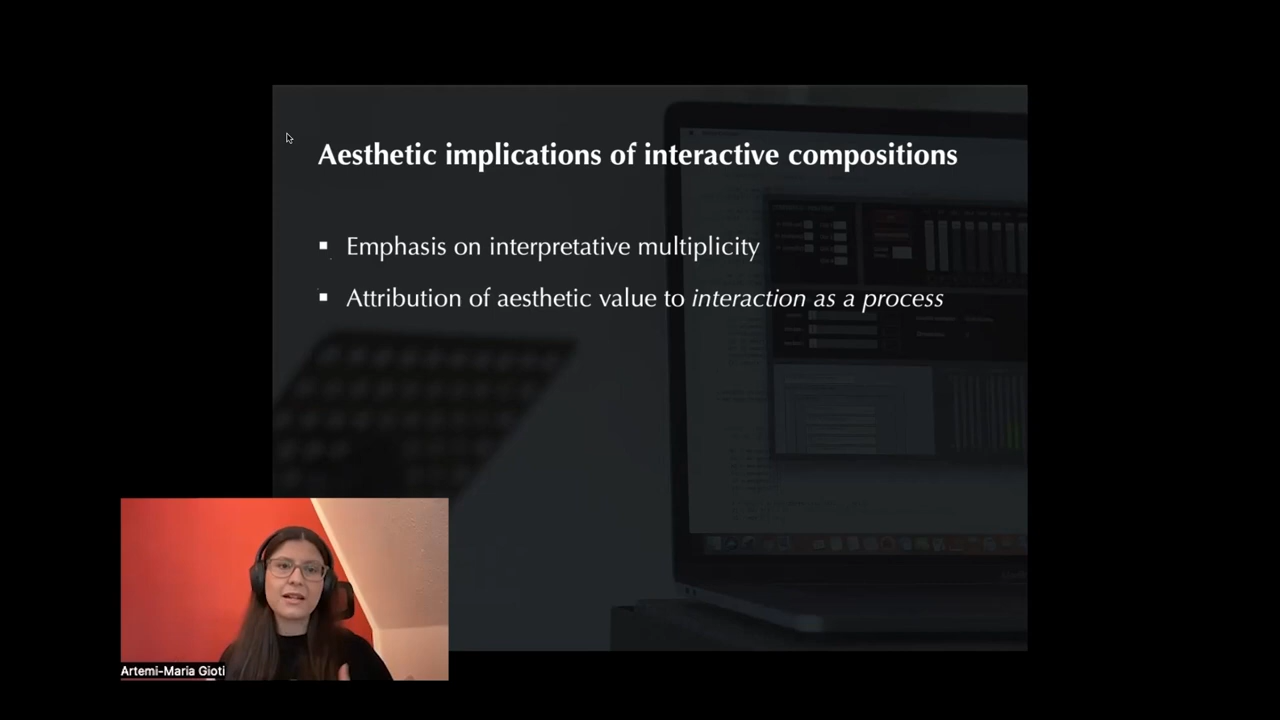 Aesthetic implications of interactive compositions
▪ Emphasis on interpretative multiplicity
▪ Attribution of aesthetic value to interaction as a process
Artemi-Maria Gioti